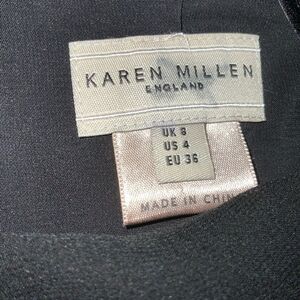 KAREN MILLEN
ENGLAND
UK 8
US 4
EU 36
MADE IN CHINA